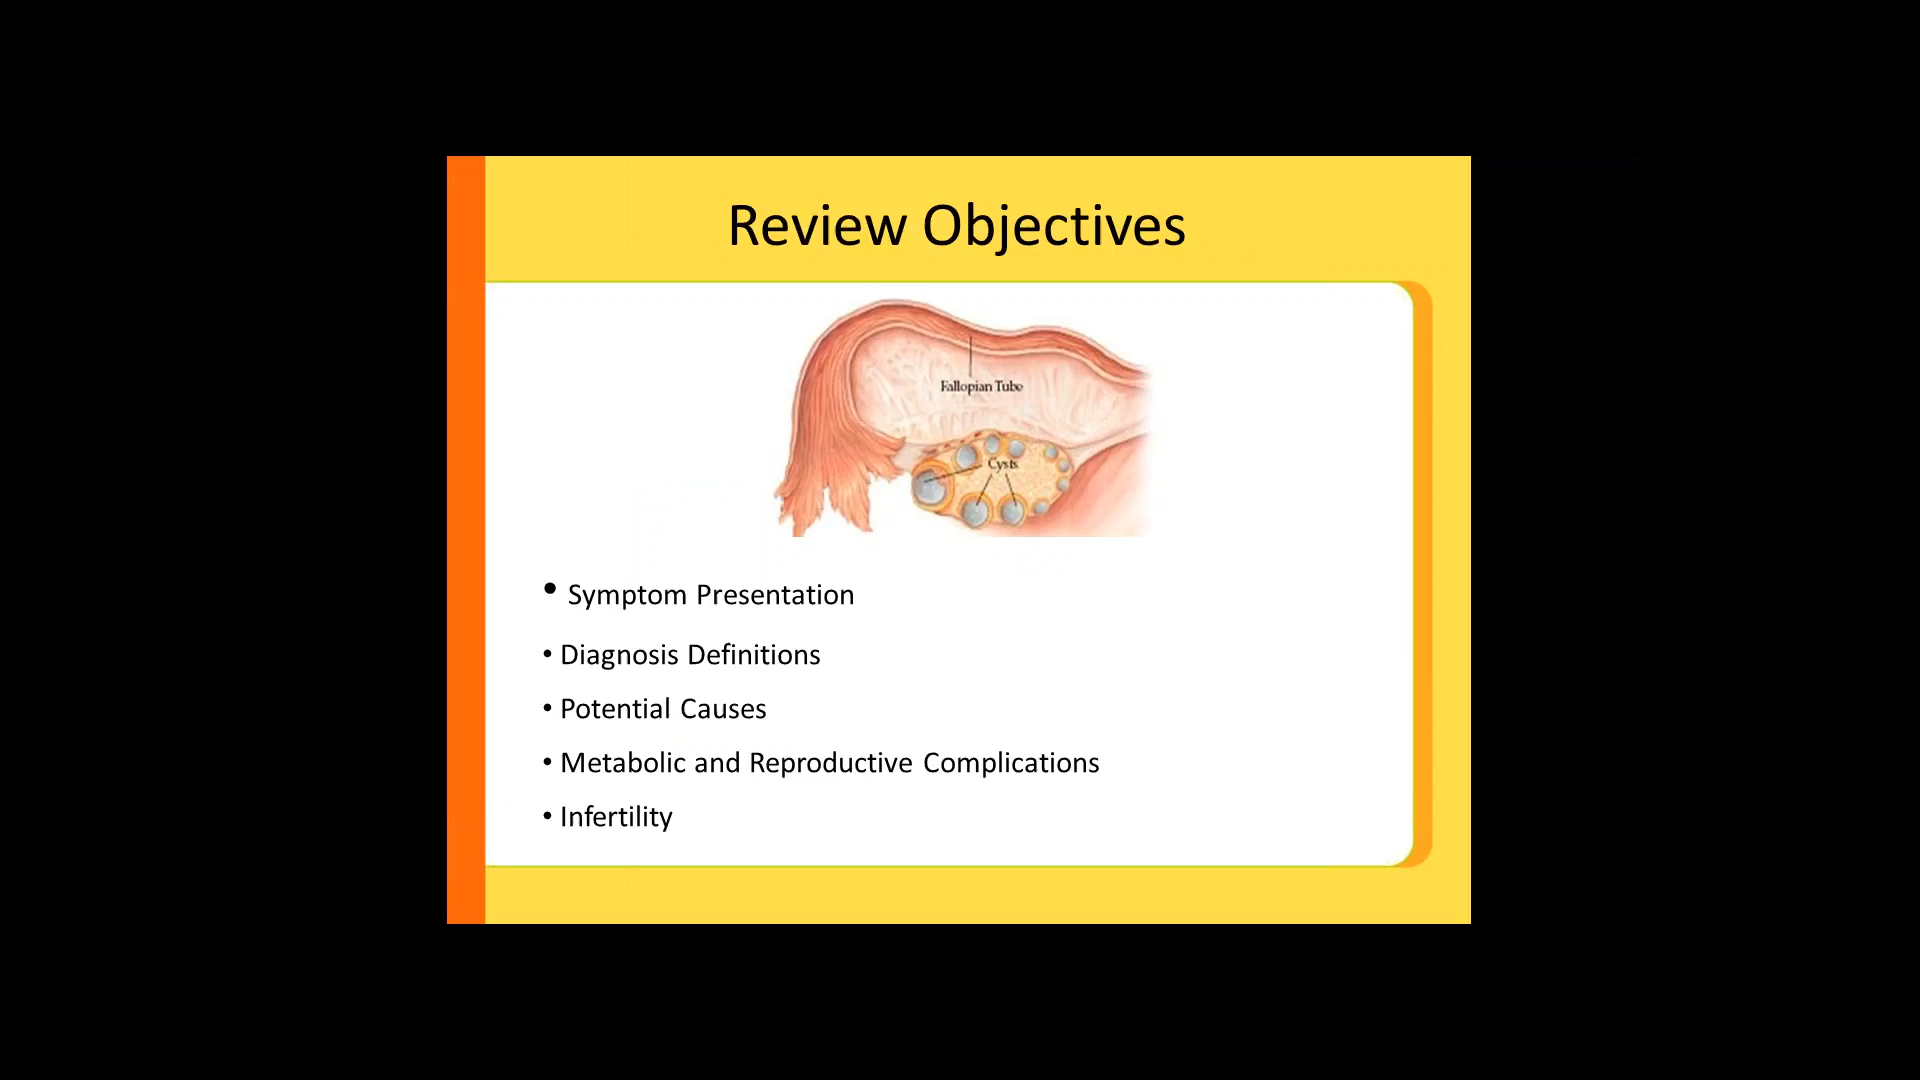 Review Objectives
Fallopian Tube
Cysts
• Symptom Presentation
• Diagnosis Definitions
• Potential Causes
• Metabolic and Reproductive Complications
• Infertility